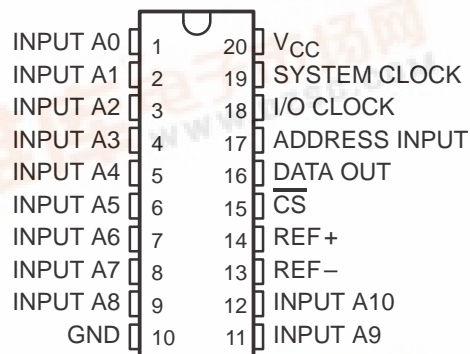 INPUT A0 1 20 VCC
INPUT A1 2 19 SYSTEM CLOCK
INPUT A2 3 18 I/O CLOCK
INPUT A3 4 17 ADDRESS INPUT
INPUT A4 5 16 DATA OUT
INPUT A5 6 15 CS
INPUT A6 7 14 REF+
INPUT A7 8 13 REF–
INPUT A8 9 12 INPUT A10
GND 10 11 INPUT A9